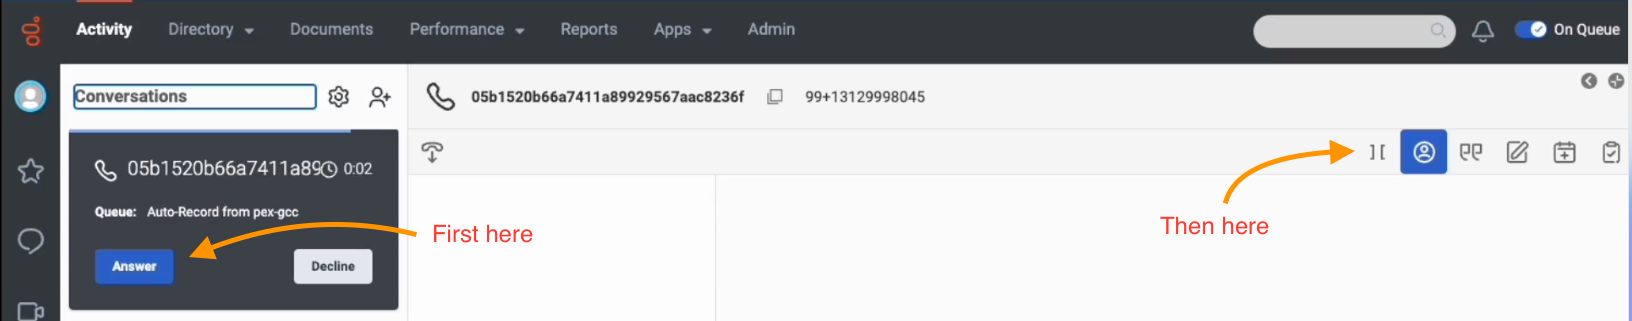 Activity
Directory
Documents
Performance
Reports
Apps
Admin
On Queue
Conversations
05b1520b66a7411a89929567aac8236f
99+13129998045
05b1520b66a7411a89
0:02
Queue: Auto-Record from pex-gcc
Answer
Decline
First here
Then here